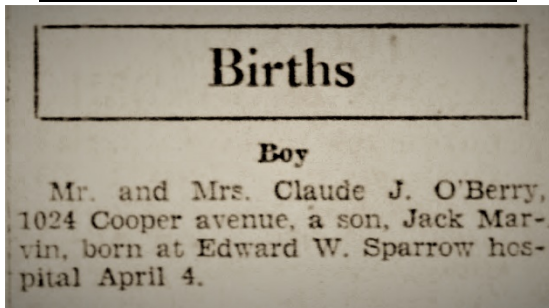 Births
Boy
Mr. and Mrs. Claude J. O'Berry,
1024 Cooper avenue, a son, Jack Mar-
vin, born at Edward W. Sparrow hos-
pital April 4.